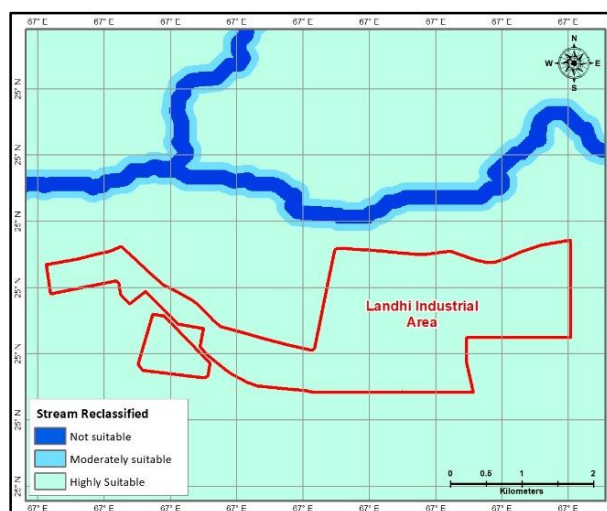 67° E 67° E 67° E 67° E 67° E 67° E 67° E 67° E 67° E
N
W E
S
25° N
25° N
25° N
25° N
25° N
25° N
25° N
Landhi Industrial
Area
Stream Reclassified
Not suitable
Moderately suitable
Highly Suitable
0 0.5 1 2
Kilometers
67° E 67° E 67° E 67° E 67° E 67° E 67° E 67° E 67° E